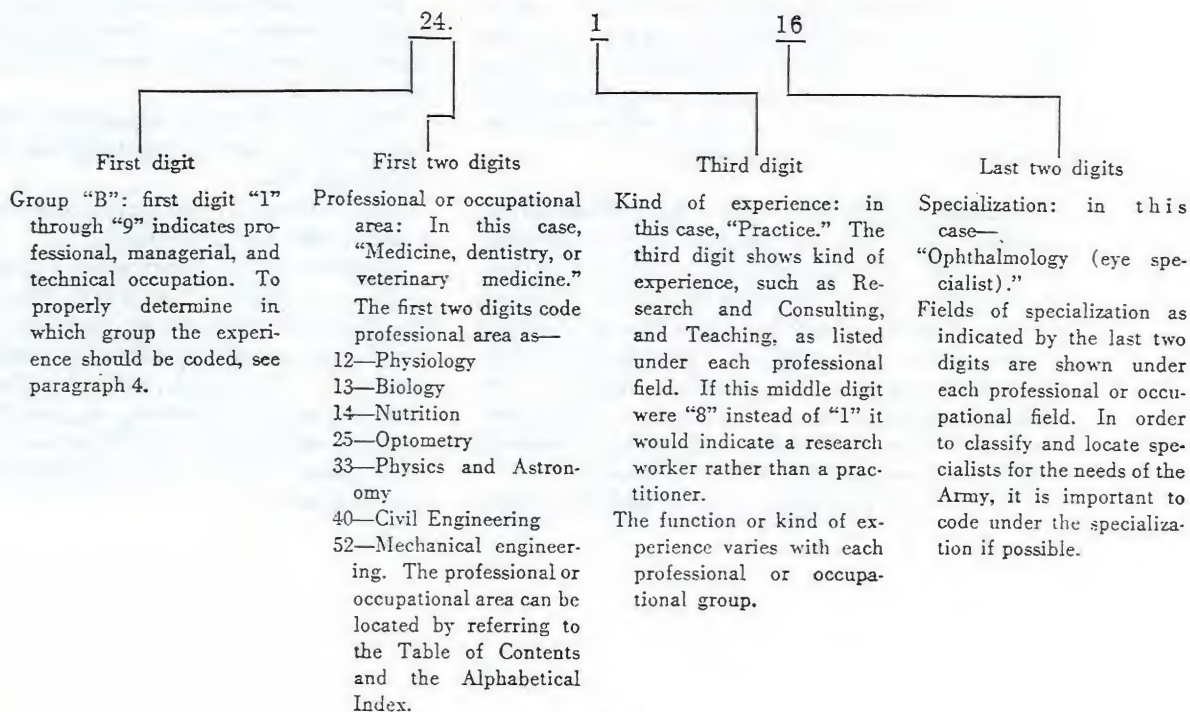 24. 1 16
First digit
Group “B”: first digit “1”
through “9” indicates pro-
fessional, managerial, and
technical occupation. To
properly determine in
which group the experi-
ence should be coded, see
paragraph 4.
First two digits
Professional or occupational
area: In this case,
“Medicine, dentistry, or
veterinary medicine.”
The first two digits code
professional area as—
12—Physiology
13—Biology
14—Nutrition
25—Optometry
33—Physics and Astron-
omy
40—Civil Engineering
52—Mechanical engineer-
ing. The professional or
occupational area can be
located by referring to
the Table of Contents
and the Alphabetical
Index.
Third digit
Kind of experience: in
this case, “Practice.” The
third digit shows kind of
experience, such as Re-
search and Consulting,
and Teaching, as listed
under each professional
field. If this middle digit
were “8” instead of “1” it
would indicate a research
worker rather than a prac-
titioner.
The function or kind of ex-
perience varies with each
professional or occupa-
tional group.
Last two digits
Specialization: in this
case—
“Ophthalmology (eye spe-
cialist).”
Fields of specialization as
indicated by the last two
digits are shown under
each professional or occu-
pational field. In order
to classify and locate spe-
cialists for the needs of the
Army, it is important to
code under the specializa-
tion if possible.